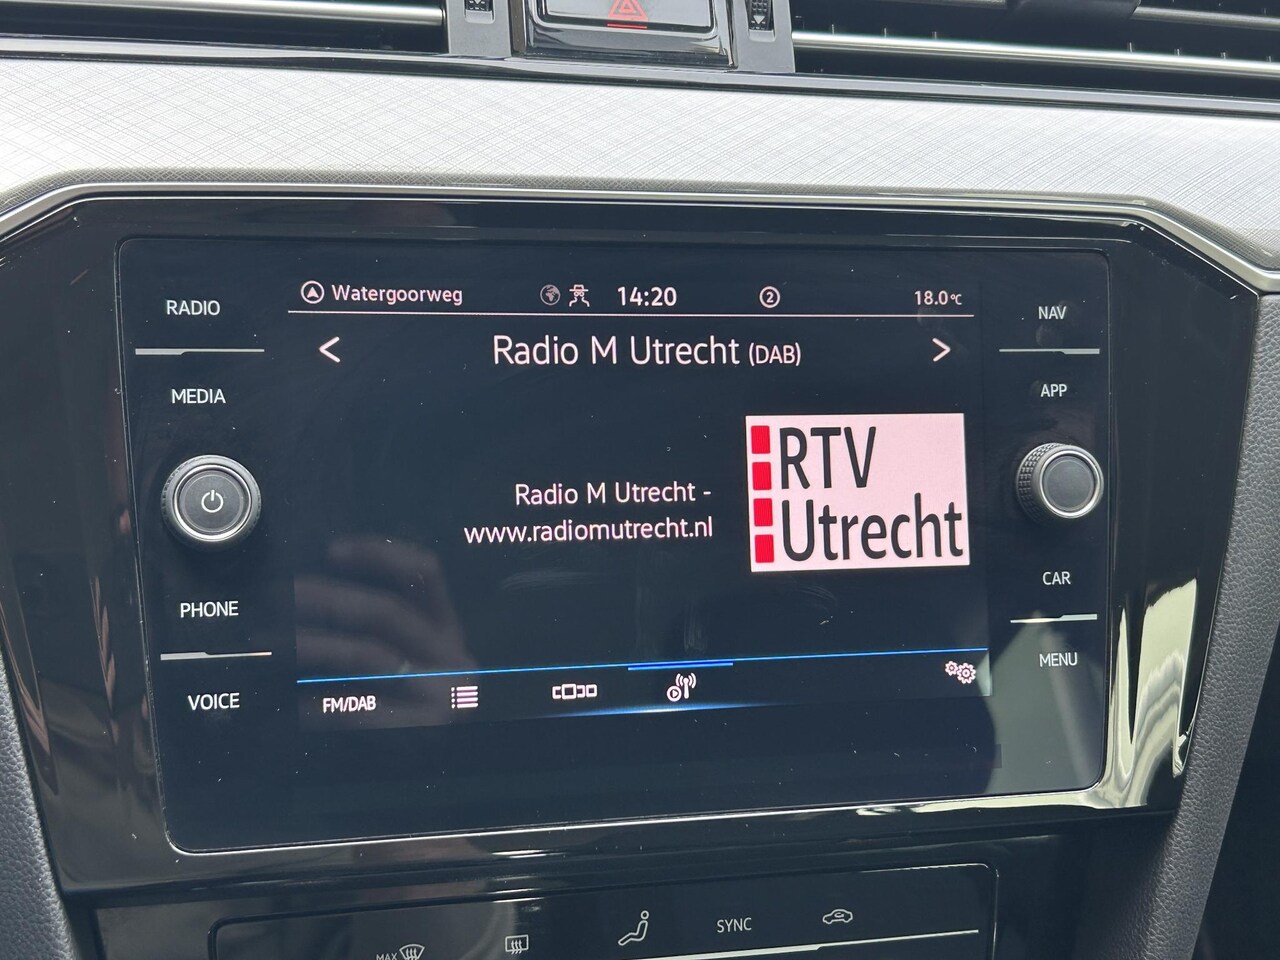 RADIO
MEDIA
PHONE
VOICE
Watergoorweg
14:20
2
18.0°C
Radio M Utrecht (DAB)
Radio M Utrecht -
www.radiomutrecht.nl
RTV
Utrecht
FM/DAB
NAV
APP
CAR
MENU
MAX
SYNC